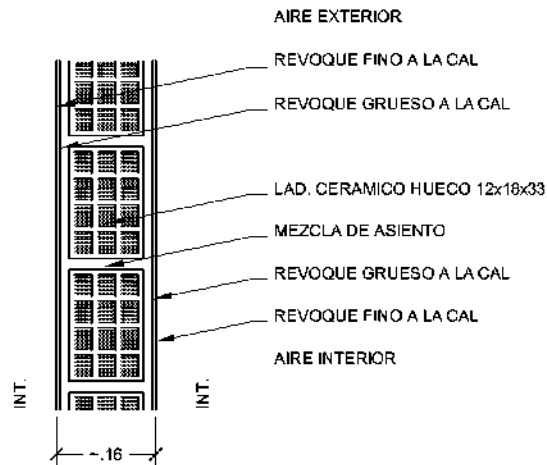 AIRE EXTERIOR
REVOQUE FINO A LA CAL
REVOQUE GRUESO A LA CAL
LAD. CERAMICO HUECO 12x18x33
MEZCLA DE ASIENTO
REVOQUE GRUESO A LA CAL
REVOQUE FINO A LA CAL
AIRE INTERIOR
INT.
INT.
~.16